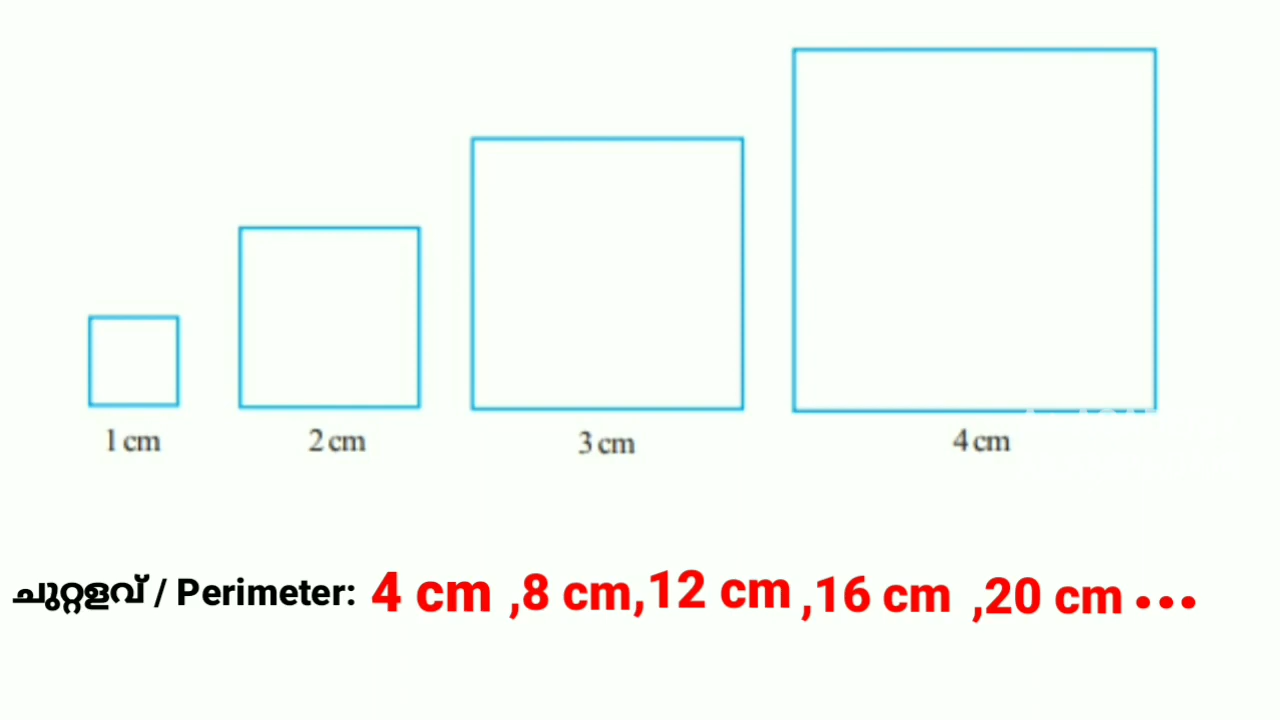 1 cm
2 cm
3 cm
4 cm
ചുറ്റളവ് / Perimeter: 4 cm ,8 cm,12 cm ,16 cm ,20 cm •••